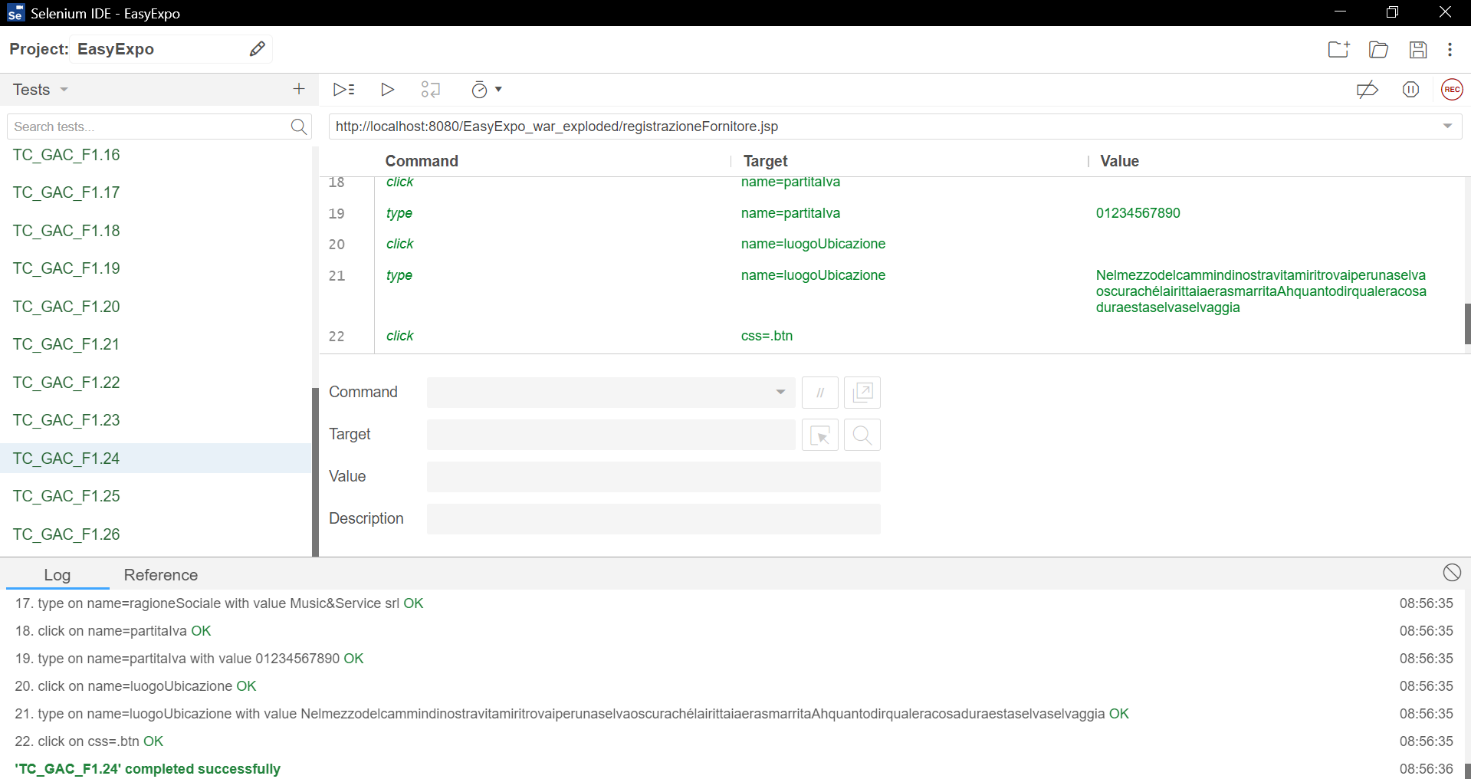 Selenium IDE - EasyExpo
Project: EasyExpo
Tests
Search tests...
http://localhost:8080/EasyExpo_war_exploded/registrazioneFornitore.jsp
REC
TC_GAC_F1.16
TC_GAC_F1.17
TC_GAC_F1.18
TC_GAC_F1.19
TC_GAC_F1.20
TC_GAC_F1.21
TC_GAC_F1.22
TC_GAC_F1.23
TC_GAC_F1.24
TC_GAC_F1.25
TC_GAC_F1.26
Command Target Value
18 click name=partitaIva
19 type name=partitaIva 01234567890
20 click name=luogoUbicazione
21 type name=luogoUbicazione Nelmezzodelcammindinostravitamiritrovaiperunaselva
oscurachélairittaiaerasmarritaAhquantodirqualeracosa
duraestaselvaselvaggia
22 click css=.btn
Command //
Target
Value
Description
Log Reference
17. type on name=ragioneSociale with value Music&Service srl OK 08:56:35
18. click on name=partitaIva OK 08:56:35
19. type on name=partitaIva with value 01234567890 OK 08:56:35
20. click on name=luogoUbicazione OK 08:56:35
21. type on name=luogoUbicazione with value NelmezzodelcammindinostravitamiritrovaiperunaselvaoscurachélairittaiaerasmarritaAhquantodirqualeracosaduraestaselvaselvaggia OK 08:56:35
22. click on css=.btn OK 08:56:35
'TC_GAC_F1.24' completed successfully 08:56:36